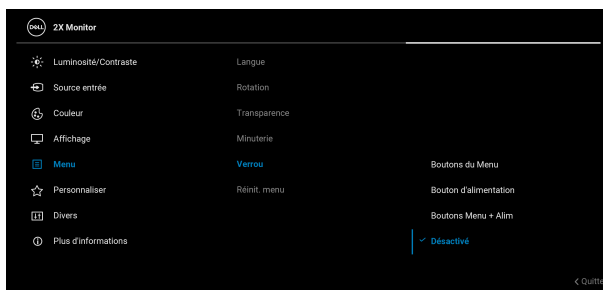 DELL 2X Monitor
Luminosité/Contraste Langue
Source entrée Rotation
Couleur Transparence
Affichage Minuterie
Menu Verrou Boutons du Menu
Personnaliser Réinit. menu Bouton d'alimentation
Divers Boutons Menu + Alim
Plus d'informations Désactivé
Quitte